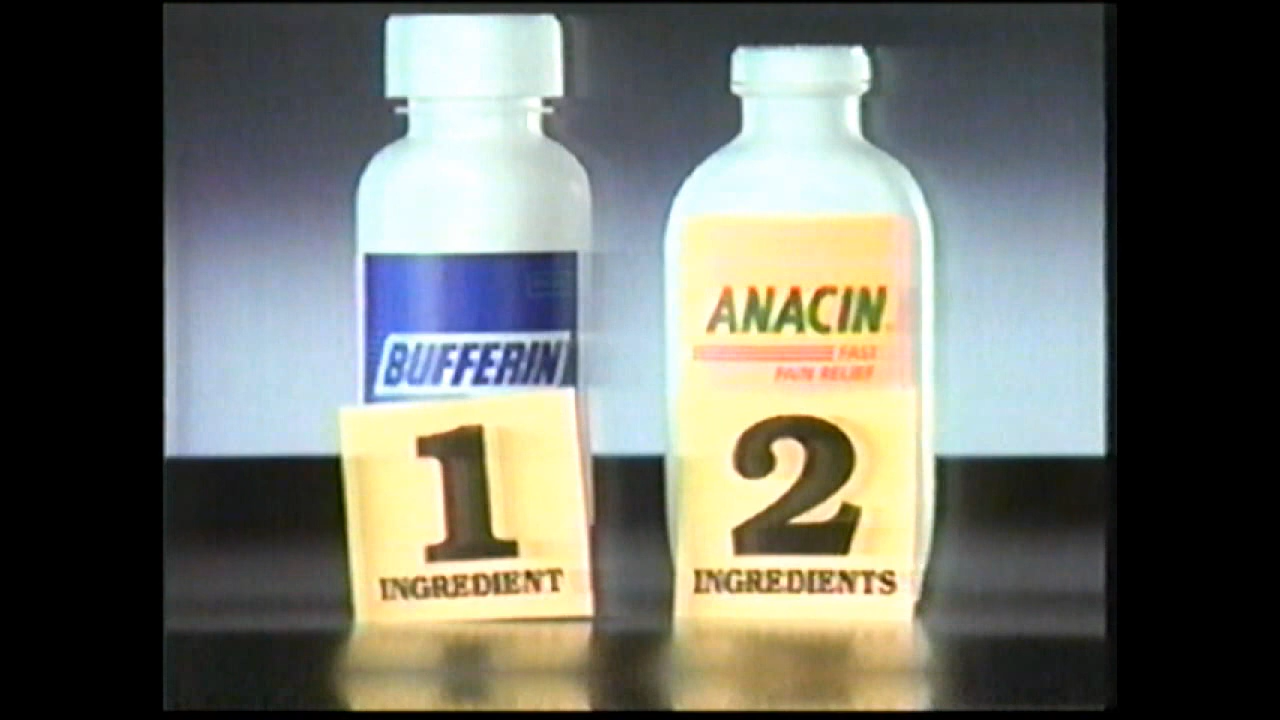 BUFFERIN
1
INGREDIENT
ANACIN
FAST
PAIN RELIEF
2
INGREDIENTS